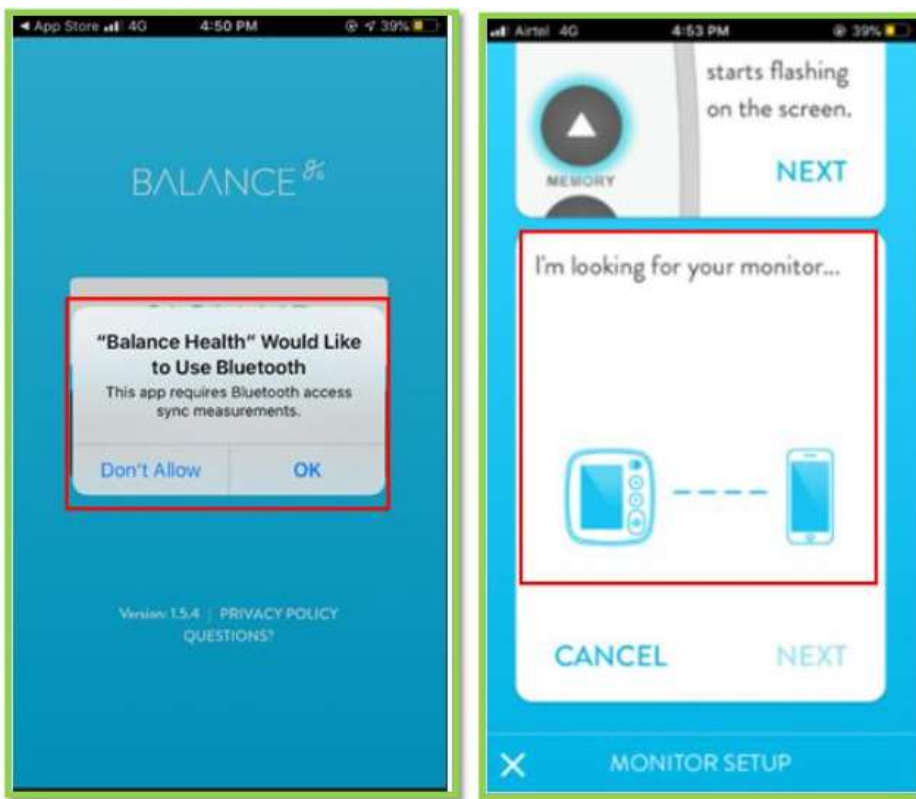 App Store 4G 4:50 PM 39%
BALANCE
"Balance Health" Would Like
to Use Bluetooth
This app requires Bluetooth access
sync measurements.
Don't Allow OK
Version: 1.5.4 | PRIVACY POLICY
QUESTIONS?
Airtel 4G 4:53 PM 39%
starts flashing
on the screen.
MEMORY
NEXT
I'm looking for your monitor...
CANCEL NEXT
MONITOR SETUP